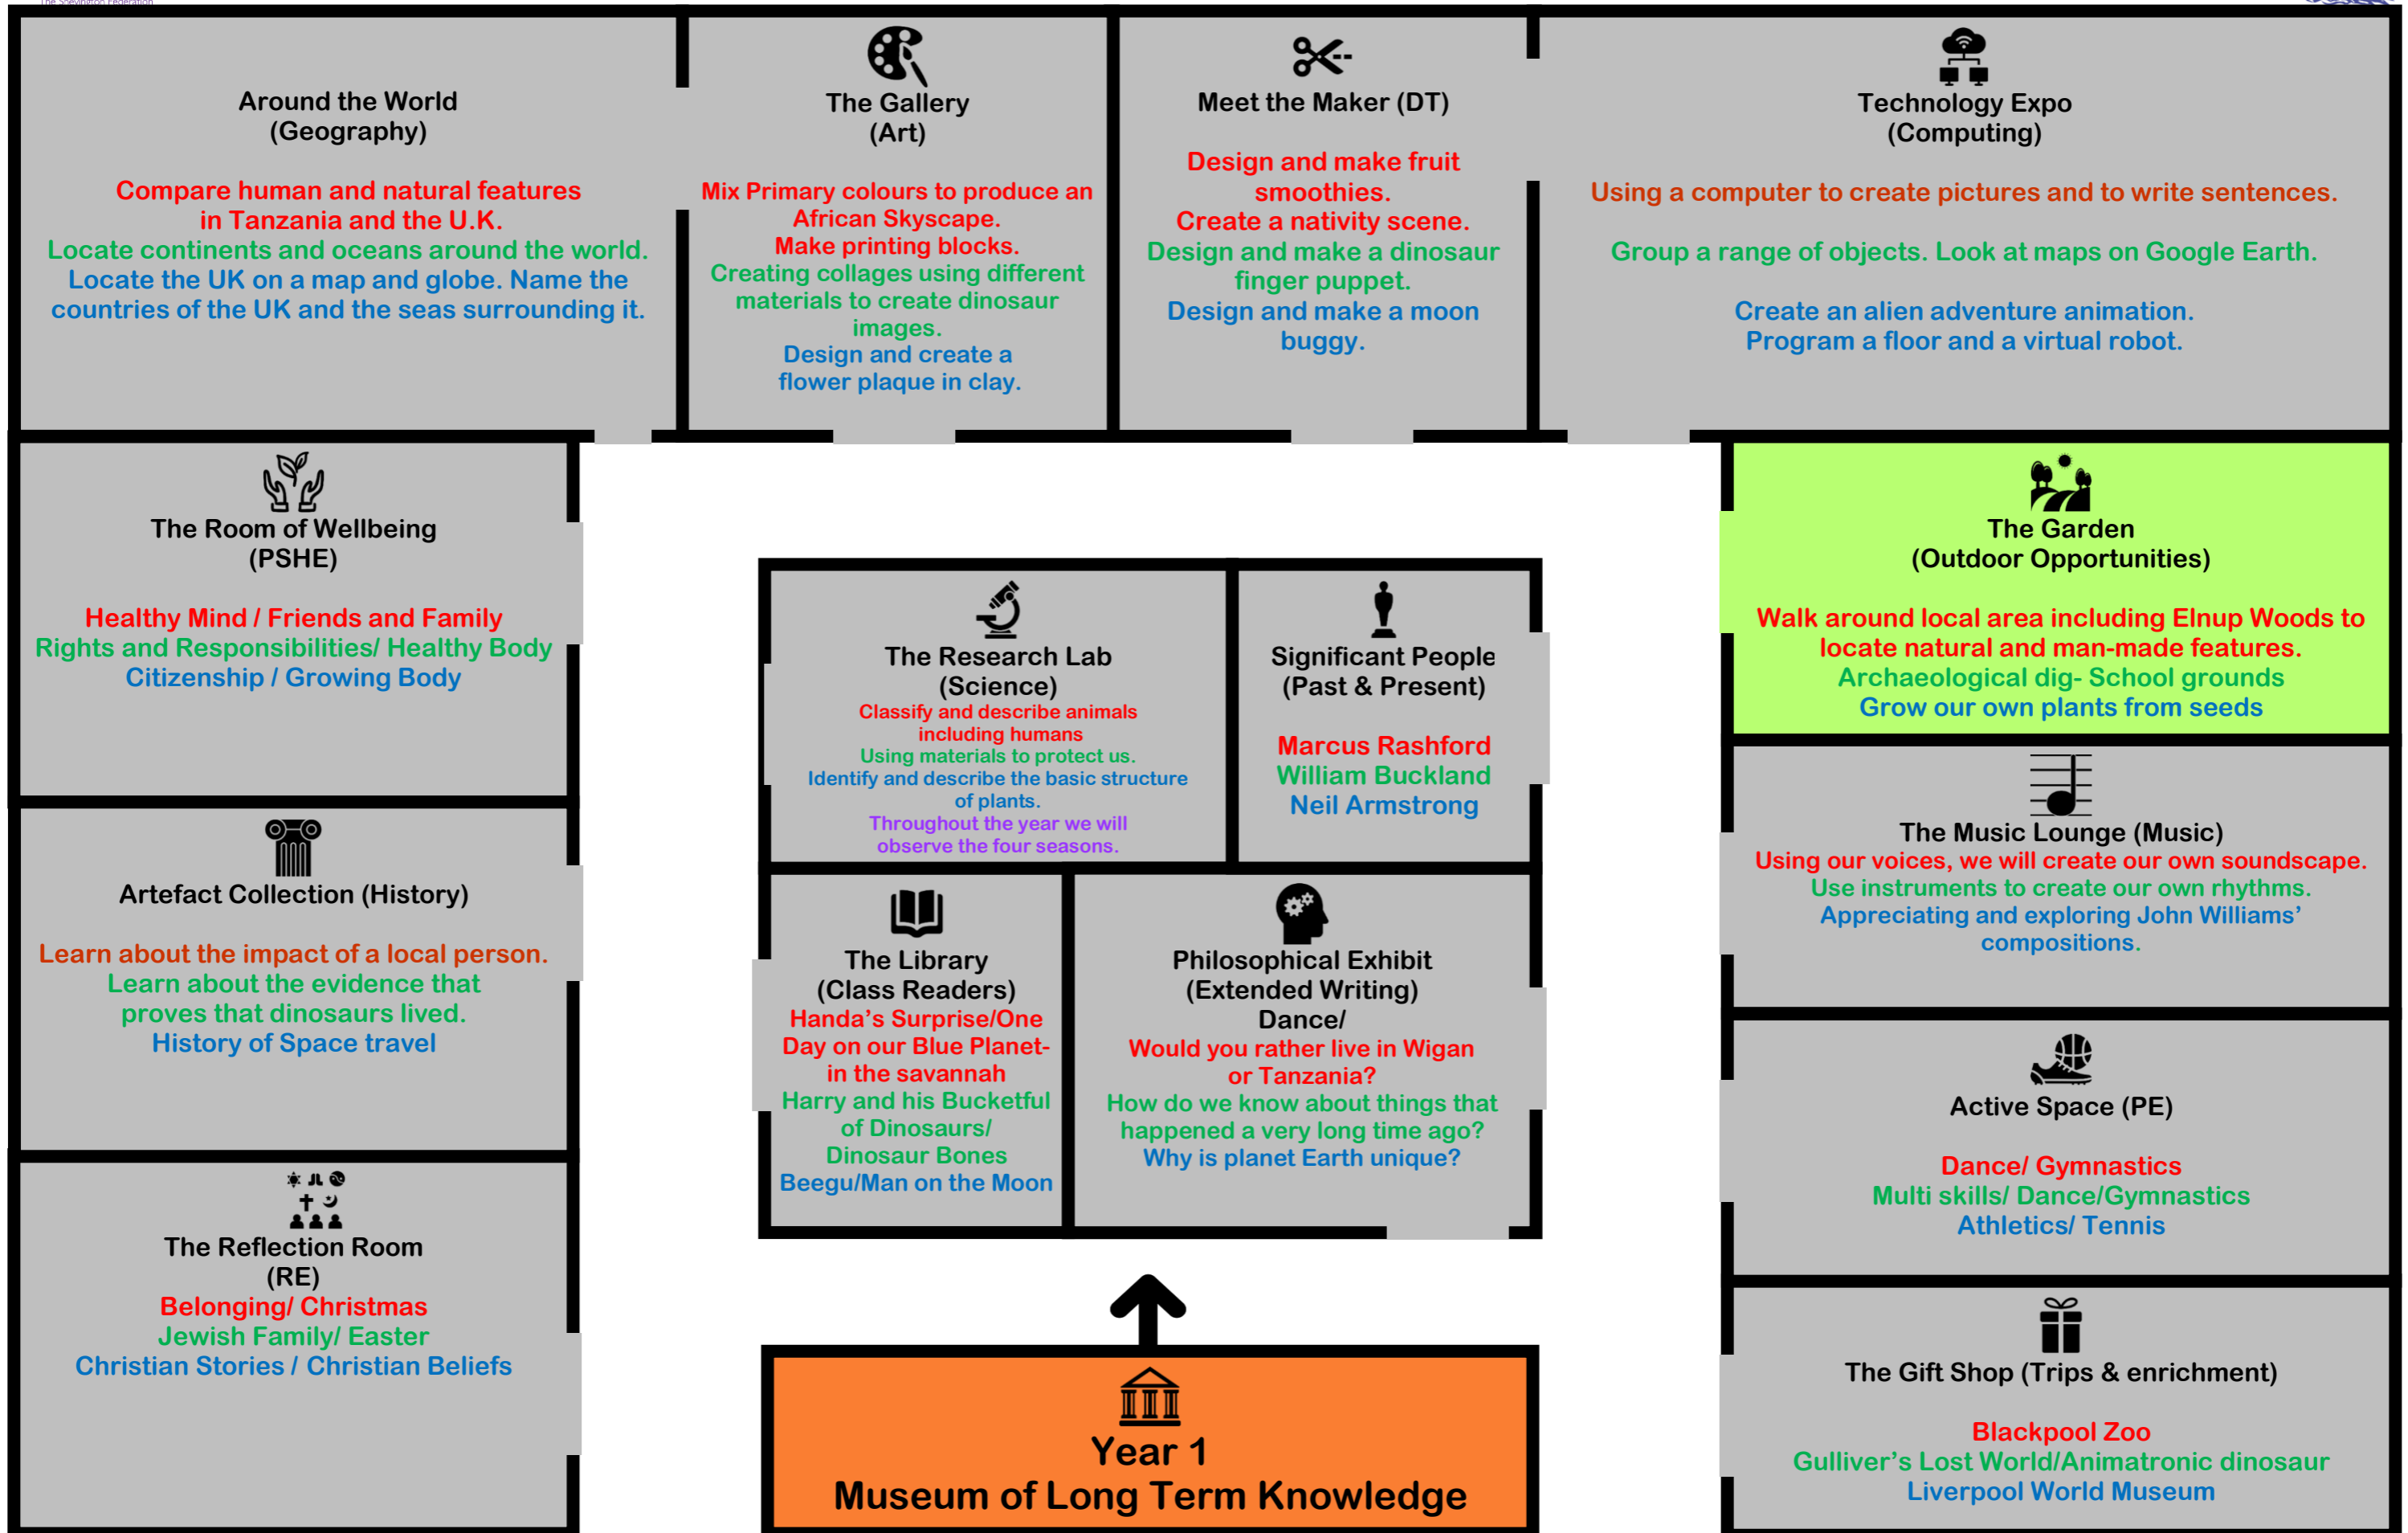 The Shevington Federation
Around the World
(Geography)
Compare human and natural features
in Tanzania and the U.K.
Locate continents and oceans around the world.
Locate the UK on a map and globe. Name the
countries of the UK and the seas surrounding it.
The Gallery
(Art)
Mix Primary colours to produce an
African Skyscape.
Make printing blocks.
Creating collages using different
materials to create dinosaur
images.
Design and create a
flower plaque in clay.
Meet the Maker (DT)
Design and make fruit
smoothies.
Create a nativity scene.
Design and make a dinosaur
finger puppet.
Design and make a moon
buggy.
Technology Expo
(Computing)
Using a computer to create pictures and to write sentences.
Group a range of objects. Look at maps on Google Earth.
Create an alien adventure animation.
Program a floor and a virtual robot.
The Room of Wellbeing
(PSHE)
Healthy Mind / Friends and Family
Rights and Responsibilities/ Healthy Body
Citizenship / Growing Body
Artefact Collection (History)
Learn about the impact of a local person.
Learn about the evidence that
proves that dinosaurs lived.
History of Space travel
The Reflection Room
(RE)
Belonging/ Christmas
Jewish Family/ Easter
Christian Stories / Christian Beliefs
The Research Lab
(Science)
Classify and describe animals
including humans
Using materials to protect us.
Identify and describe the basic structure
of plants.
Throughout the year we will
observe the four seasons.
Significant People
(Past & Present)
Marcus Rashford
William Buckland
Neil Armstrong
The Library
(Class Readers)
Handa's Surprise/One
Day on our Blue Planet-
in the savannah
Harry and his Bucketful
of Dinosaurs/
Dinosaur Bones
Beegu/Man on the Moon
Philosophical Exhibit
(Extended Writing)
Dance/
Would you rather live in Wigan
or Tanzania?
How do we know about things that
happened a very long time ago?
Why is planet Earth unique?
Year 1
Museum of Long Term Knowledge
The Garden
(Outdoor Opportunities)
Walk around local area including Elnup Woods to
locate natural and man-made features.
Archaeological dig- School grounds
Grow our own plants from seeds
The Music Lounge (Music)
Using our voices, we will create our own soundscape.
Use instruments to create our own rhythms.
Appreciating and exploring John Williams'
compositions.
Active Space (PE)
Dance/ Gymnastics
Multi skills/ Dance/Gymnastics
Athletics/ Tennis
The Gift Shop (Trips & enrichment)
Blackpool Zoo
Gulliver's Lost World/Animatronic dinosaur
Liverpool World Museum